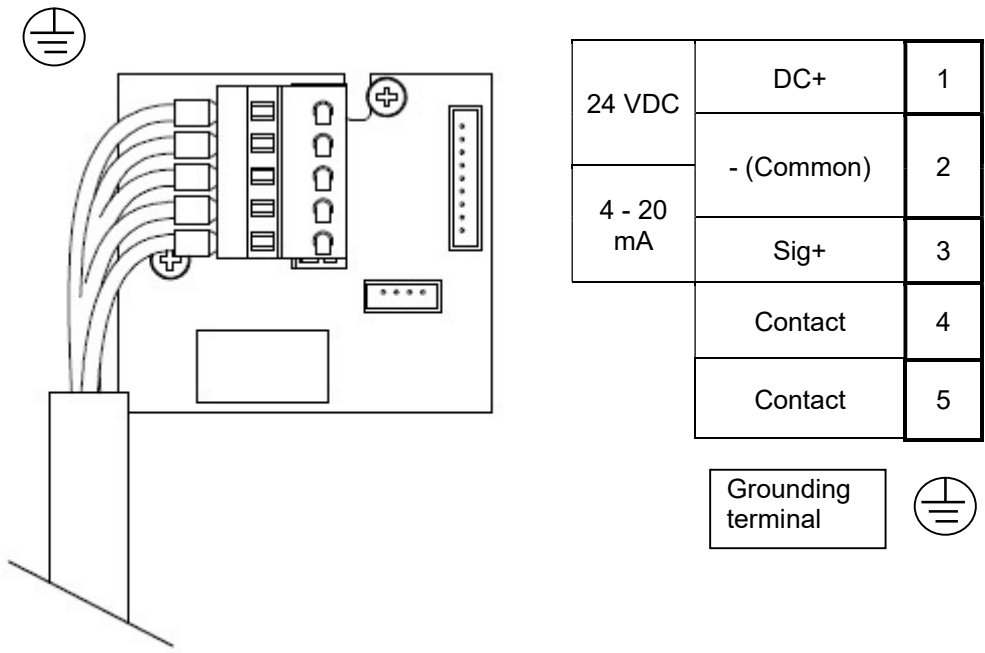 24 VDC
DC+
1
- (Common)
2
4 - 20
mA
Sig+
3
Contact
4
Contact
5
Grounding
terminal